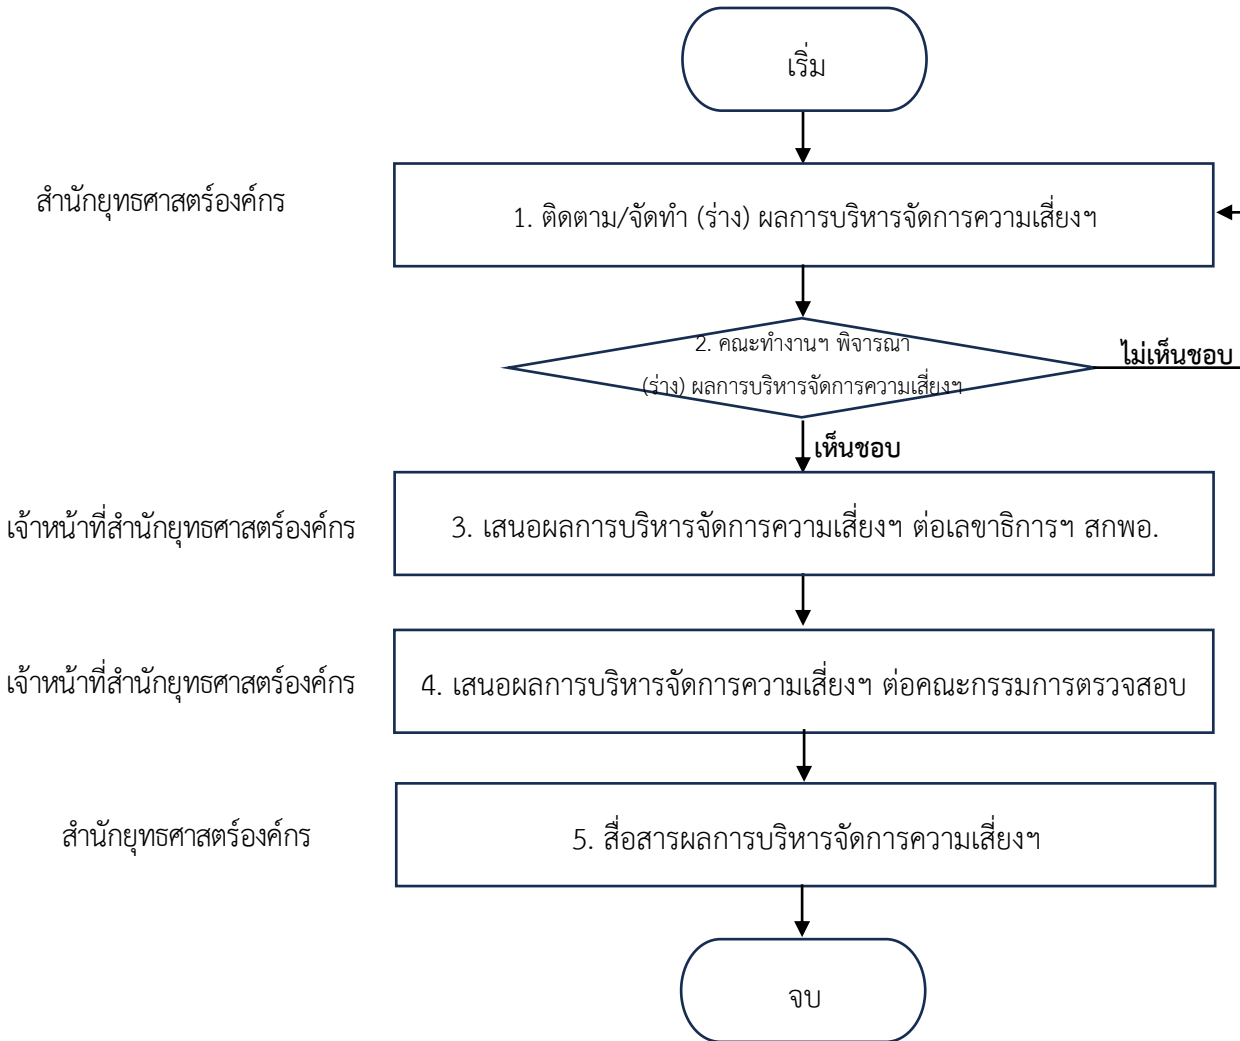 เริ่ม
สำนักยุทธศาสตร์องค์กร
1. ติดตาม/จัดทำ (ร่าง) ผลการบริหารจัดการความเสี่ยงฯ
2. คณะทำงานฯ พิจารณา
(ร่าง) ผลการบริหารจัดการความเสี่ยงฯ
ไม่เห็นชอบ
เห็นชอบ
เจ้าหน้าที่สำนักยุทธศาสตร์องค์กร
3. เสนอผลการบริหารจัดการความเสี่ยงฯ ต่อเลขาธิการฯ สกพอ.
เจ้าหน้าที่สำนักยุทธศาสตร์องค์กร
4. เสนอผลการบริหารจัดการความเสี่ยงฯ ต่อคณะกรรมการตรวจสอบ
สำนักยุทธศาสตร์องค์กร
5. สื่อสารผลการบริหารจัดการความเสี่ยงฯ
จบ